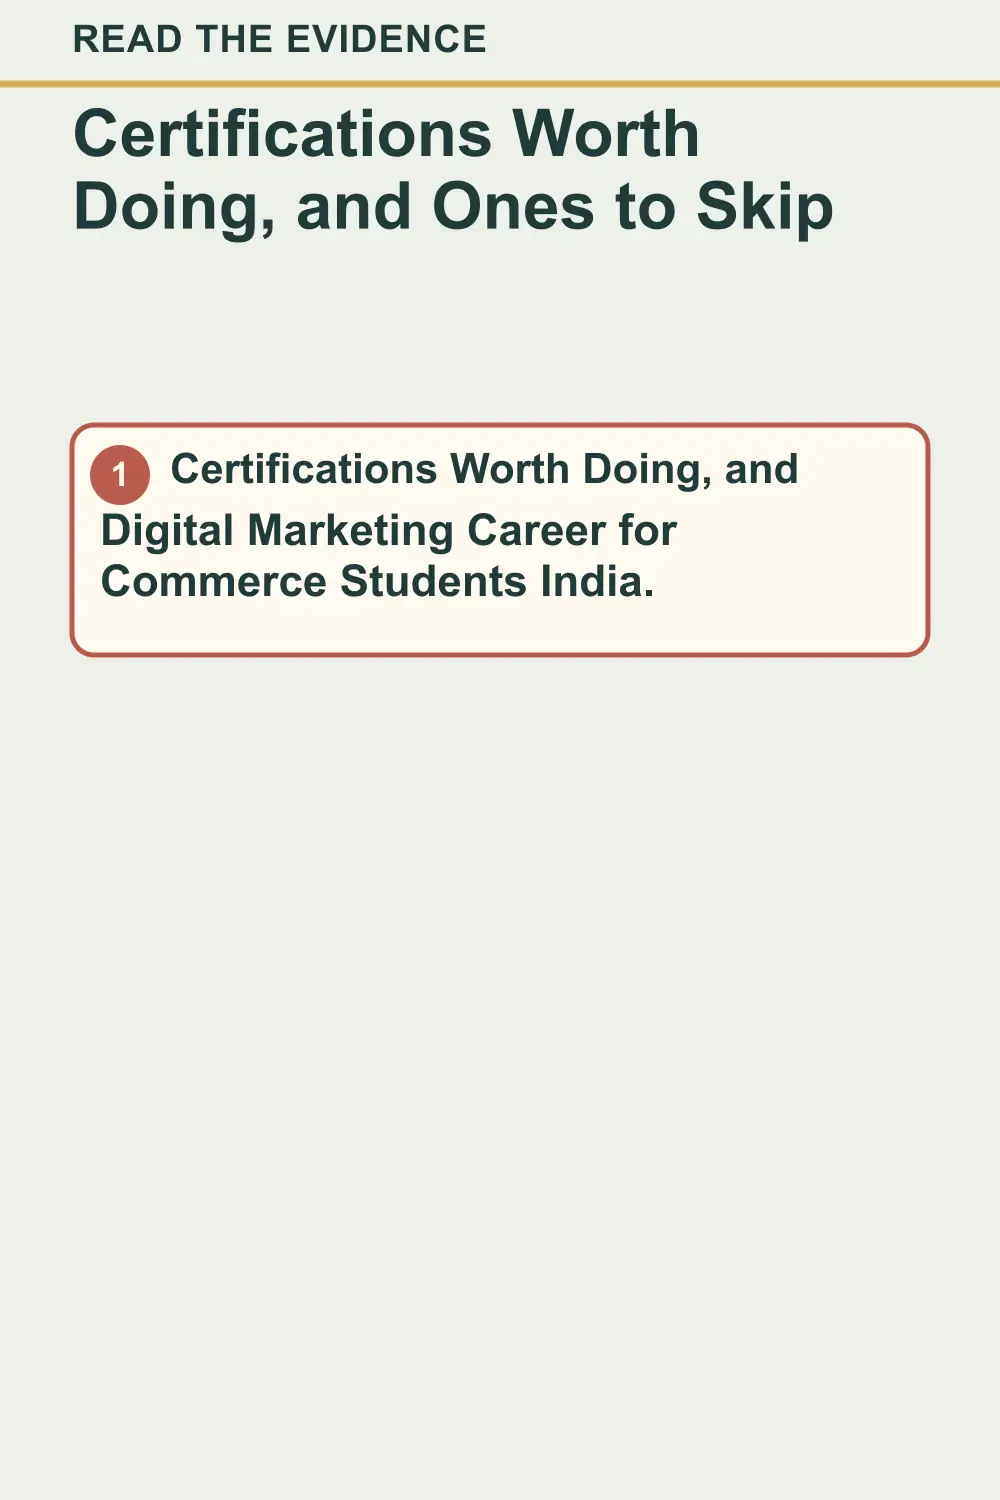 READ THE EVIDENCE
Certifications Worth
Doing, and Ones to Skip
1 Certifications Worth Doing, and
Digital Marketing Career for
Commerce Students India.